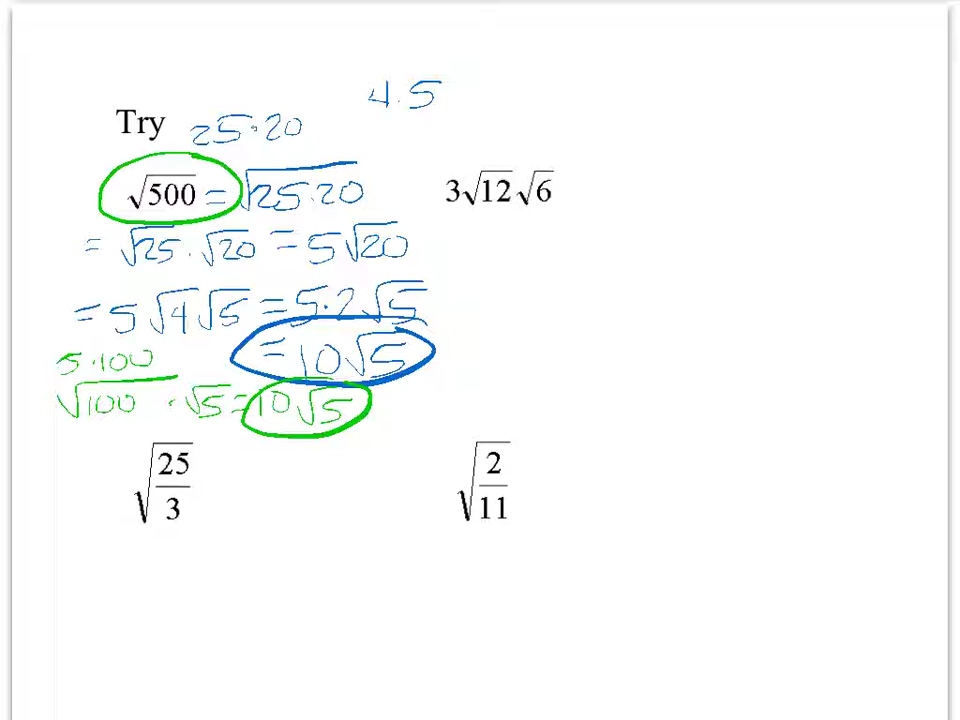 4·5
Try 25·20
√500 = √25·20 3√12√6
= √25 · √20 = 5√20
= 5√4√5 = 5·2√5
= 10√5
5·100
√100 · √5 = 10√5
√25/3 √2/11